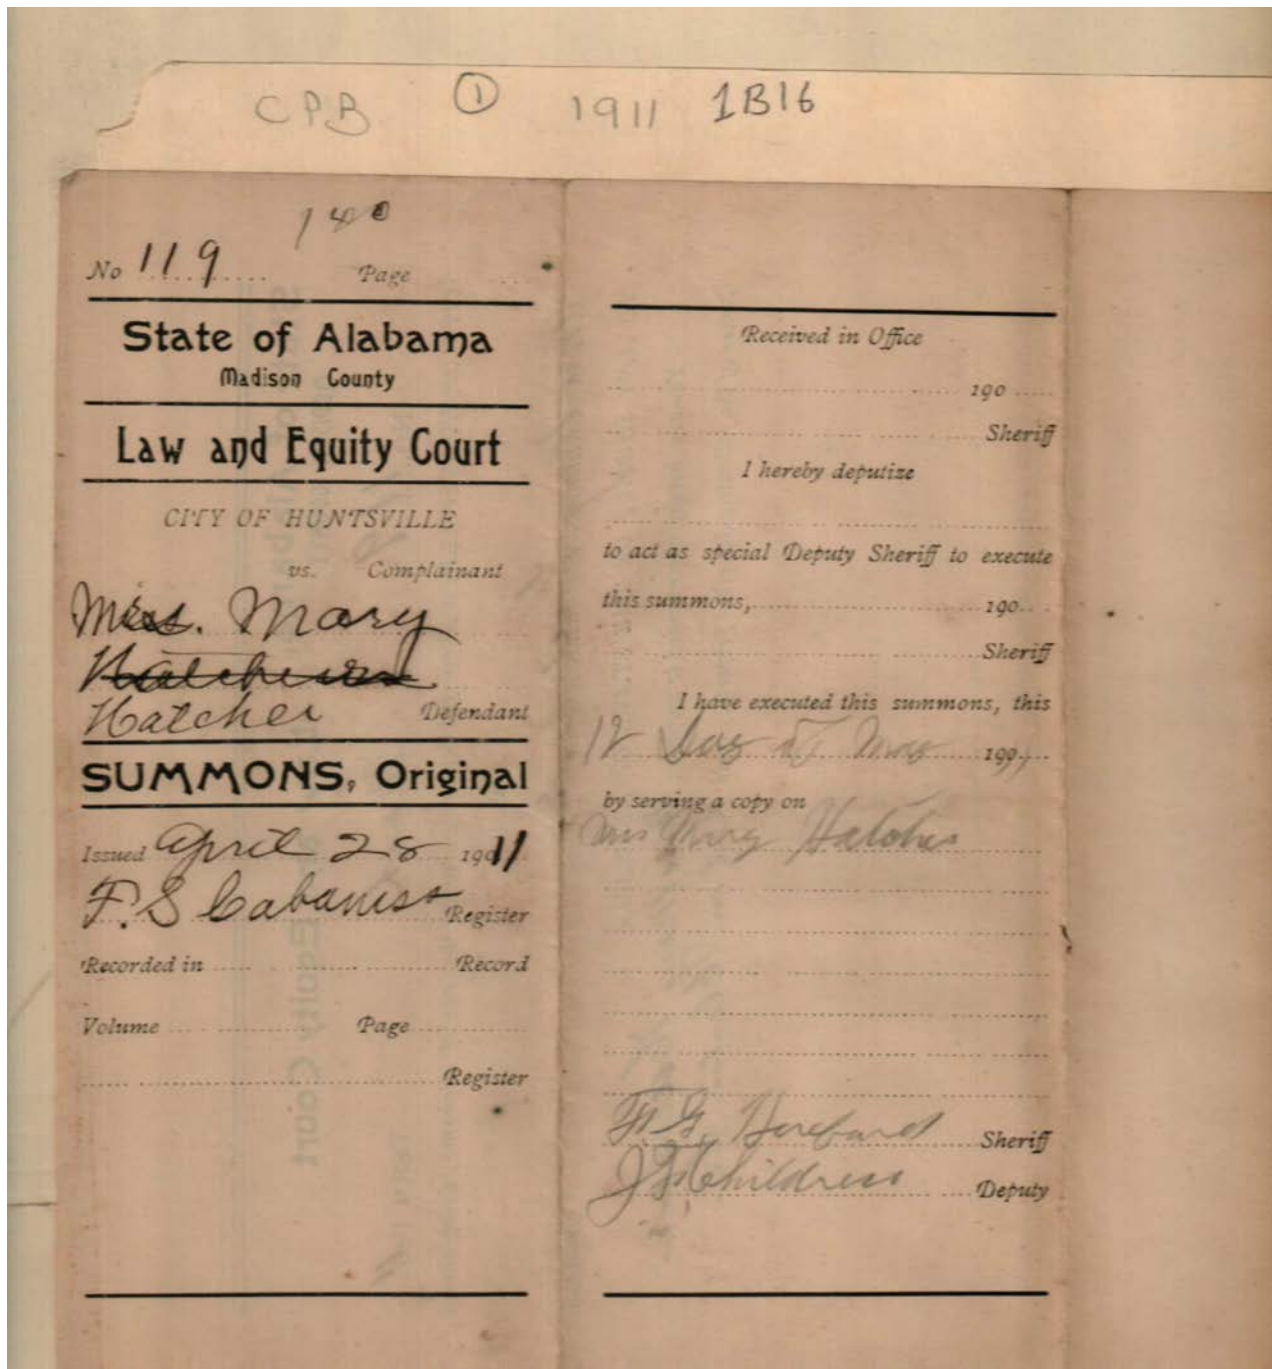 CPB ① 1911 1B16
140
No 119 Page
State of Alabama
Madison County
Law and Equity Court
CITY OF HUNTSVILLE
vs. Complainant
Mrs. Mary
Hatcher Defendant
SUMMONS, Original
Issued April 28 1911
F. S Cabaniss Register
Recorded in Record
Volume Page
Register
Received in Office
190
Sheriff
I hereby deputize
to act as special Deputy Sheriff to execute
this summons, 190
Sheriff
I have executed this summons, this
12 day of May 19
by serving a copy on
Mrs Mary Hatcher
Sheriff
Childress Deputy
Equity Court